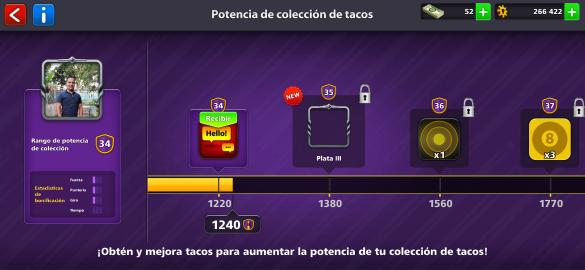 Potencia de colección de tacos
52
266 422
34
Recibir
Hello!
NEW
35
Plata III
36
x1
37
8
x3
Rango de potencia
de colección
34
Estadísticas
de
bonificación
Fuerza
Puntería
Giro
Tiempo
1220
1380
1560
1770
1240
¡Obtén y mejora tacos para aumentar la potencia de tu colección de tacos!